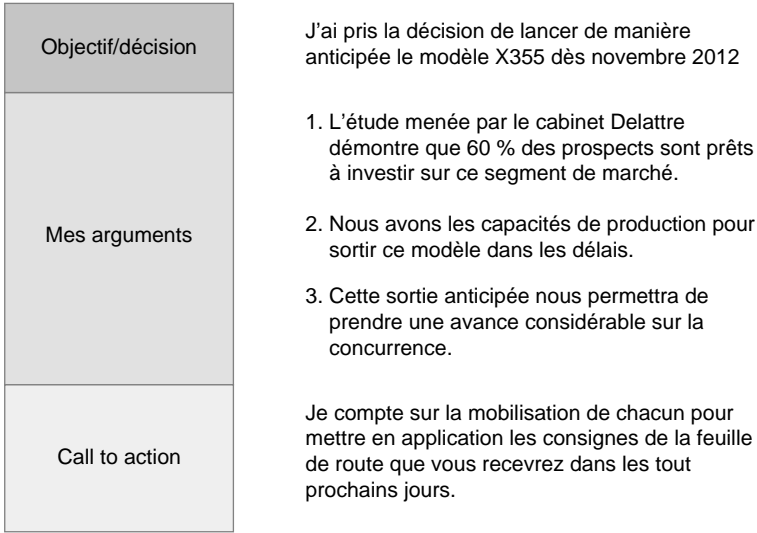 Objectif/décision
J'ai pris la décision de lancer de manière
anticipée le modèle X355 dès novembre 2012
Mes arguments
1. L'étude menée par le cabinet Delattre
démontre que 60 % des prospects sont prêts
à investir sur ce segment de marché.
2. Nous avons les capacités de production pour
sortir ce modèle dans les délais.
3. Cette sortie anticipée nous permettra de
prendre une avance considérable sur la
concurrence.
Call to action
Je compte sur la mobilisation de chacun pour
mettre en application les consignes de la feuille
de route que vous recevrez dans les tout
prochains jours.